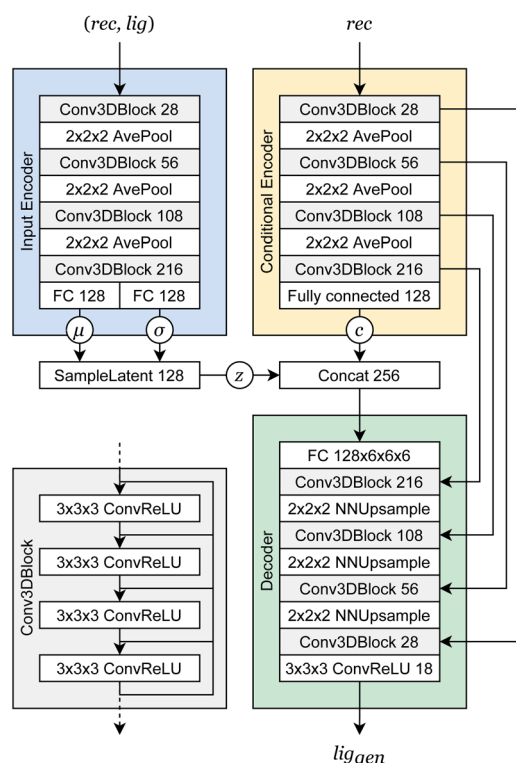 (rec, lig)
Input Encoder
Conv3DBlock 28
2x2x2 AvePool
Conv3DBlock 56
2x2x2 AvePool
Conv3DBlock 108
2x2x2 AvePool
Conv3DBlock 216
FC 128 FC 128
μ σ
SampleLatent 128
z
rec
Conditional Encoder
Conv3DBlock 28
2x2x2 AvePool
Conv3DBlock 56
2x2x2 AvePool
Conv3DBlock 108
2x2x2 AvePool
Conv3DBlock 216
Fully connected 128
c
Concat 256
Conv3DBlock
3x3x3 ConvReLU
3x3x3 ConvReLU
3x3x3 ConvReLU
3x3x3 ConvReLU
Decoder
FC 128x6x6x6
Conv3DBlock 216
2x2x2 NNUpsample
Conv3DBlock 108
2x2x2 NNUpsample
Conv3DBlock 56
2x2x2 NNUpsample
Conv3DBlock 28
3x3x3 ConvReLU 18
lig gen